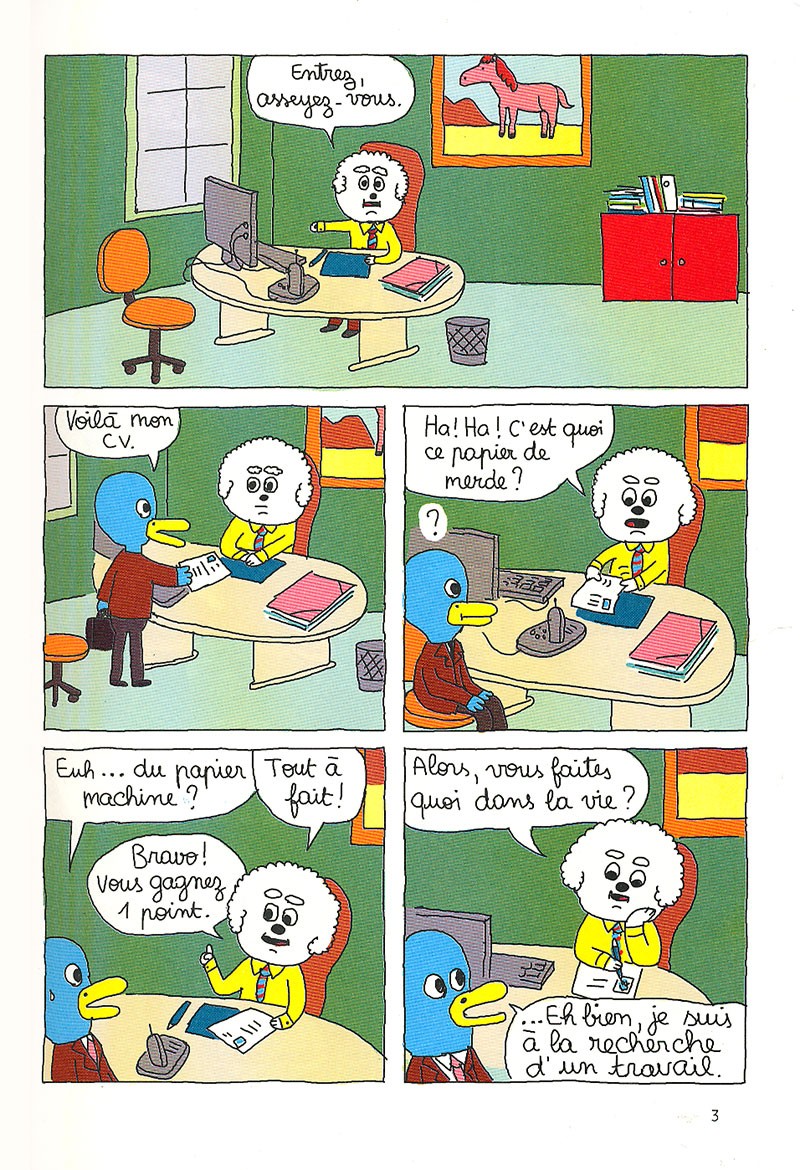 Entrez,
asseyez-vous.
Voilà mon
CV.
Ha! Ha! C'est quoi
ce papier de
merde?
?
Euh... du papier
machine?
Tout à
fait!
Bravo!
Vous gagnez
1 point.
Alors, vous faites
quoi dans la vie?
...Eh bien, je suis
à la recherche
d'un travail.
3